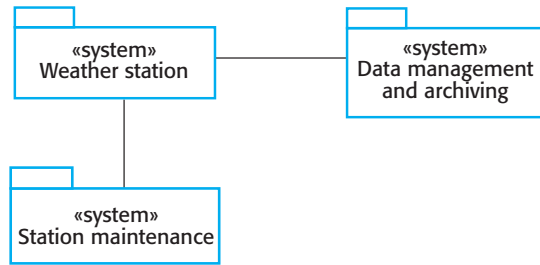 «system»
Weather station
«system»
Data management
and archiving
«system»
Station maintenance